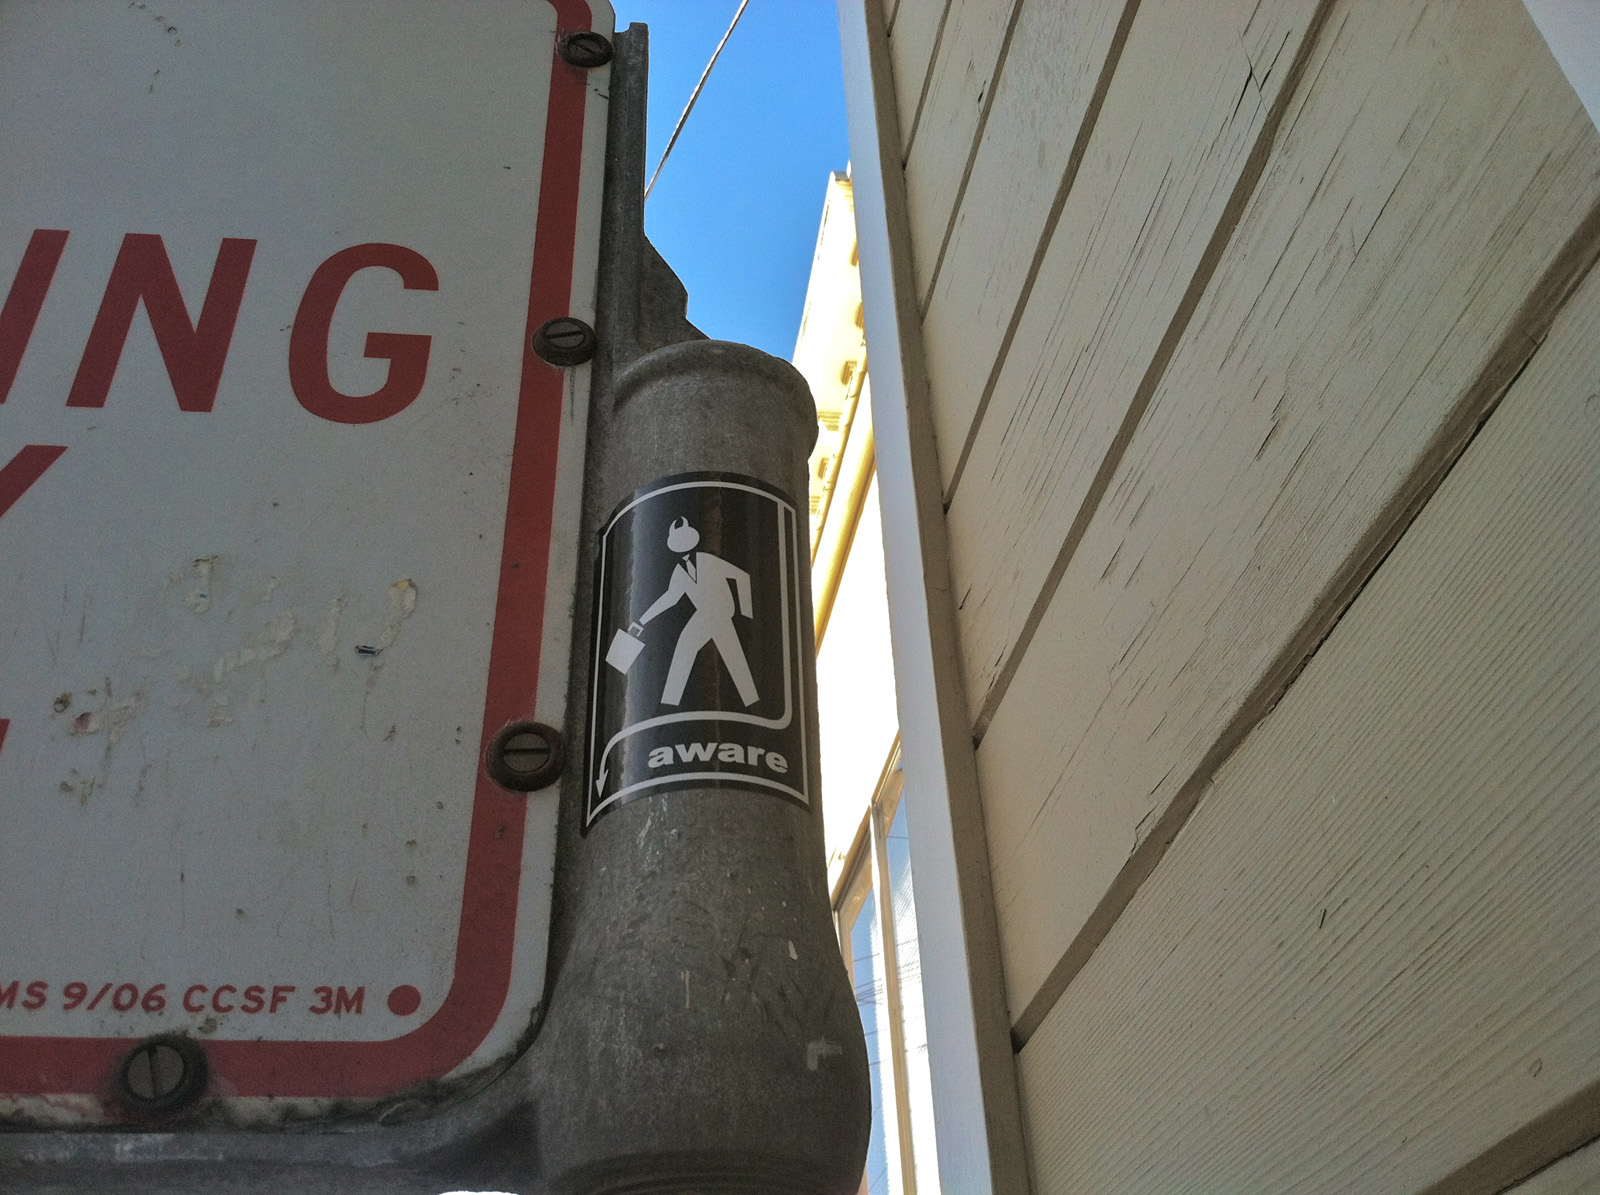 ING
Y
MS 9/06 CCSF 3M
aware